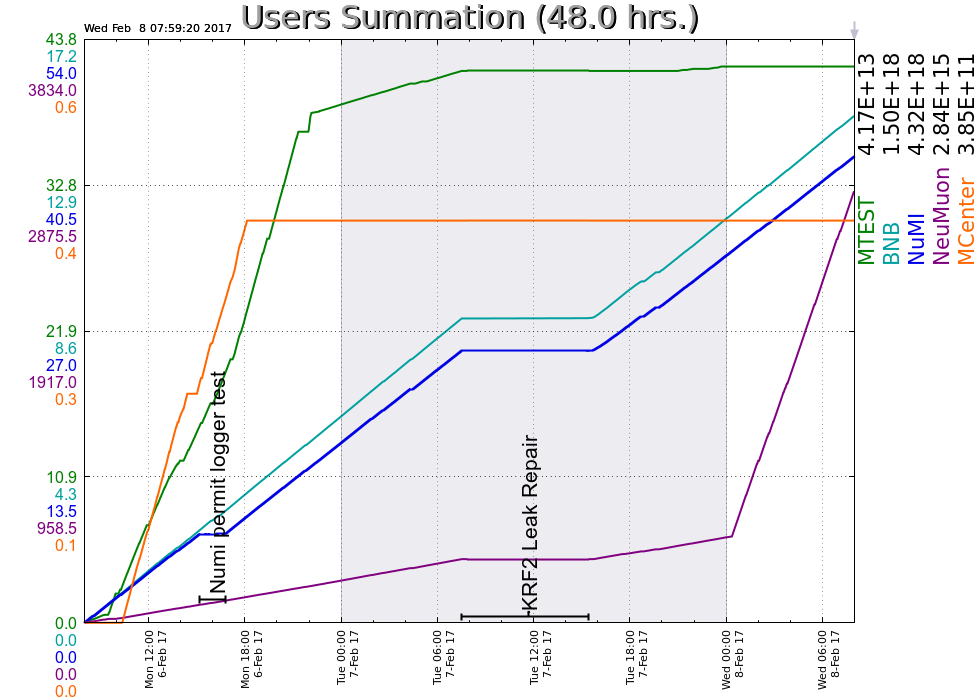 Users Summation (48.0 hrs.)
Wed Feb  8 07:59:20 2017
43.8
17.2
54.0
3834.0
0.6
32.8
12.9
40.5
2875.5
0.4
21.9
8.6
27.0
1917.0
0.3
10.9
4.3
13.5
958.5
0.1
0.0
0.0
0.0
0.0
0.0
Numi permit logger test
KRF2 Leak Repair
Mon 12:00
6-Feb 17
Mon 18:00
6-Feb 17
Tue 00:00
7-Feb 17
Tue 06:00
7-Feb 17
Tue 12:00
7-Feb 17
Tue 18:00
7-Feb 17
Wed 00:00
8-Feb 17
Wed 06:00
8-Feb 17
MTEST 4.17E+13
BNB 1.50E+18
NuMI 4.32E+18
NeuMuon 2.84E+15
MCenter 3.85E+11